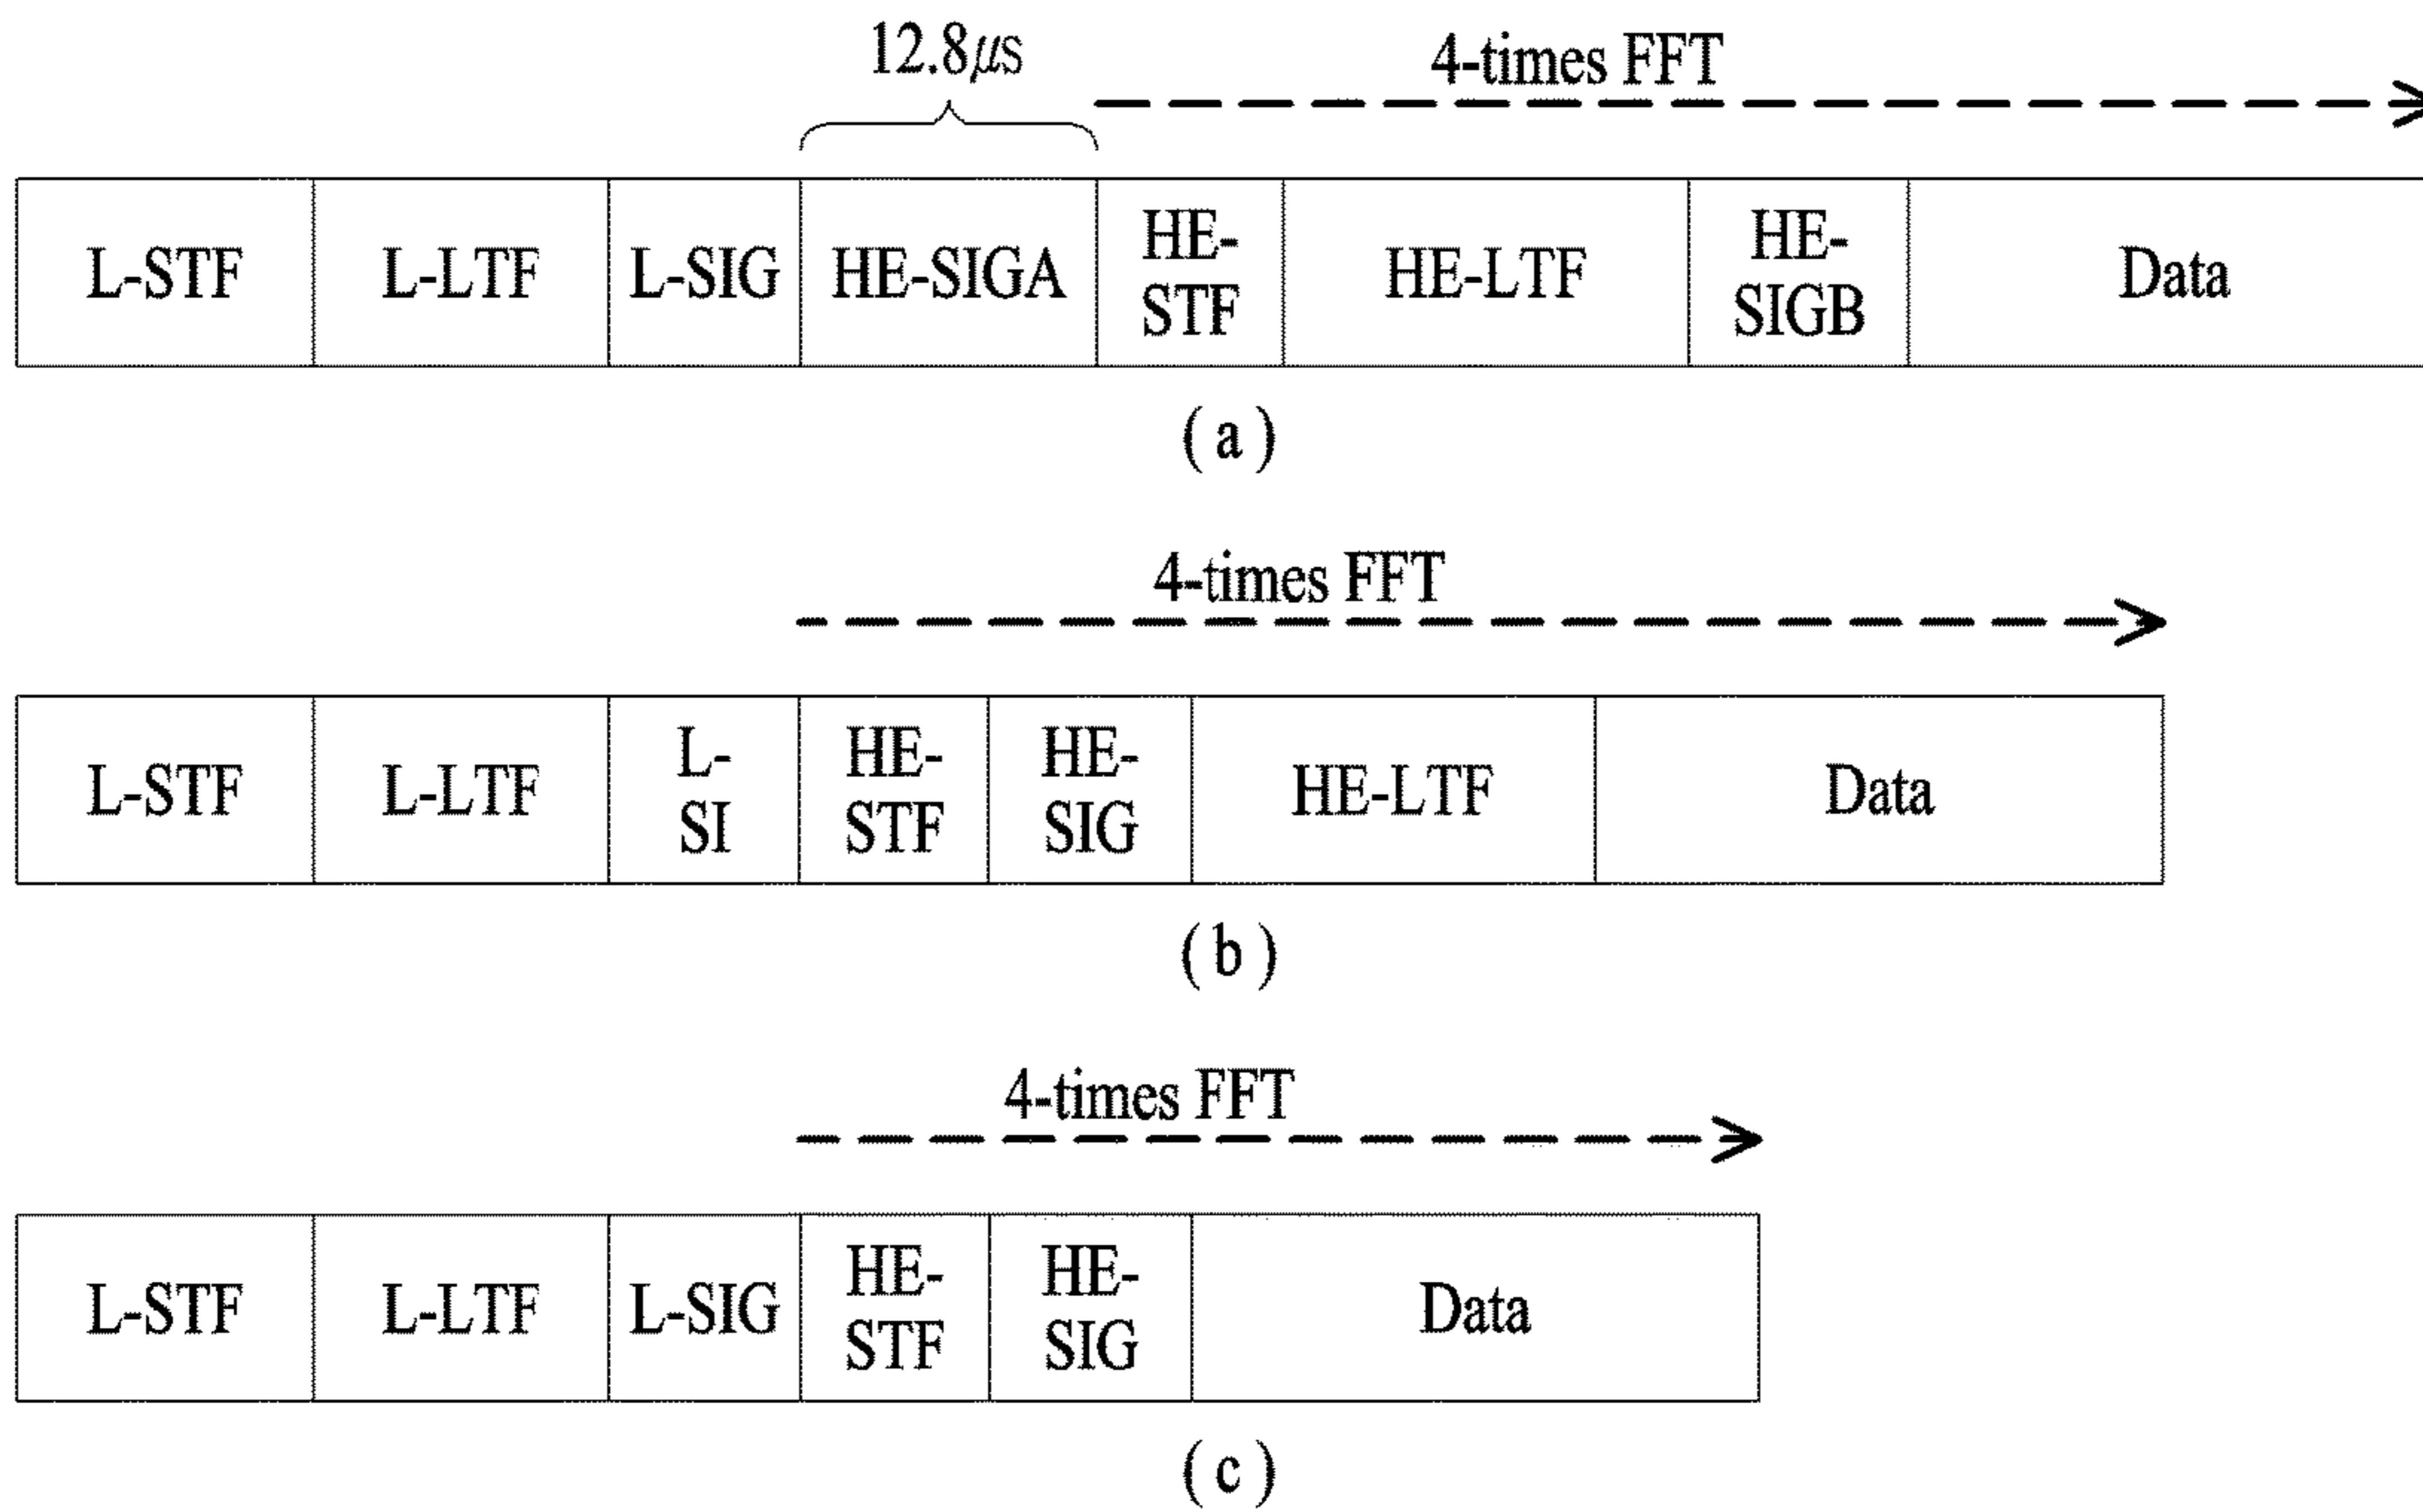 12.8μs
4-times FFT
L-STF
L-LTF
L-SIG
HE-SIGA
HE-
STF
HE-LTF
HE-
SIGB
Data
( a )
4-times FFT
L-STF
L-LTF
L-
SI
HE-
STF
HE-
SIG
HE-LTF
Data
( b )
4-times FFT
L-STF
L-LTF
L-SIG
HE-
STF
HE-
SIG
Data
( c )